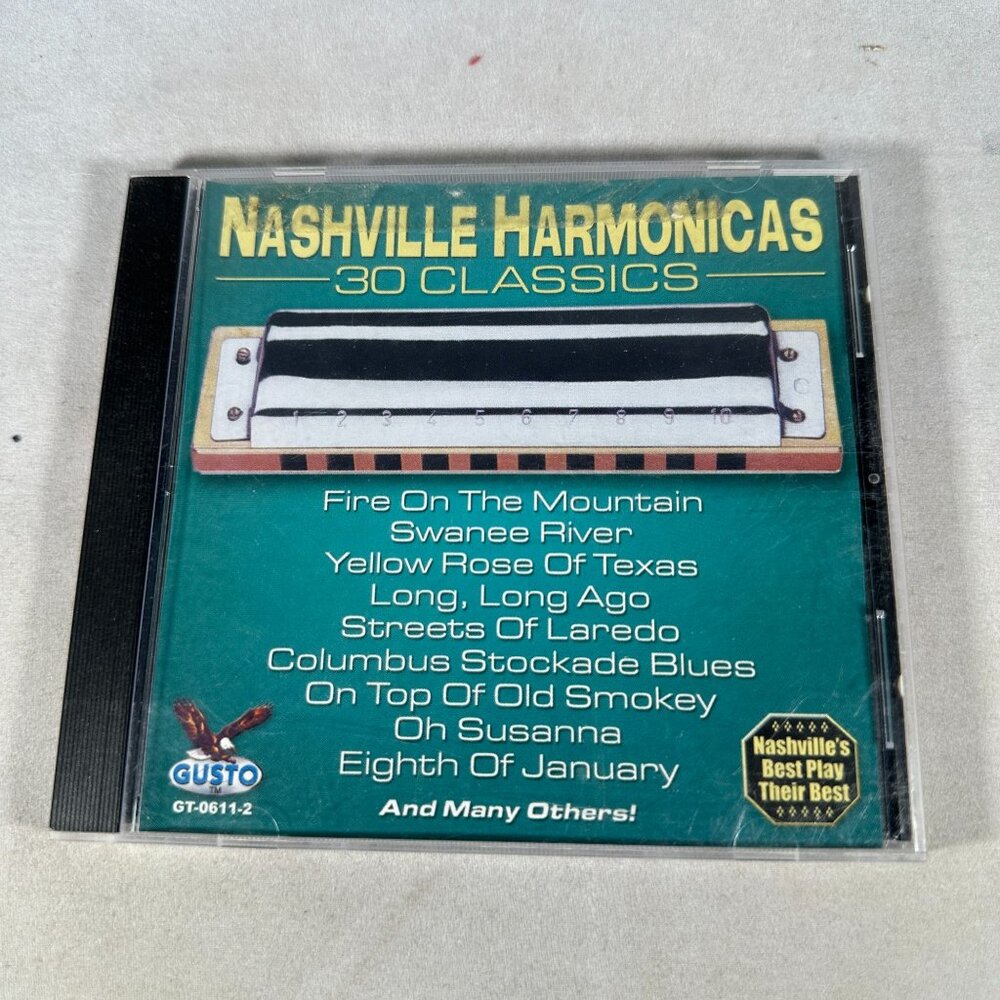 NASHVILLE HARMONICAS
30 CLASSICS
C
1 2 3 4 5 6 7 8 9 10
Fire On The Mountain
Swanee River
Yellow Rose Of Texas
Long, Long Ago
Streets Of Laredo
Columbus Stockade Blues
On Top Of Old Smokey
Oh Susanna
Eighth Of January
And Many Others!
GUSTO
TM
GT-0611-2
Nashville's
Best Play
Their Best